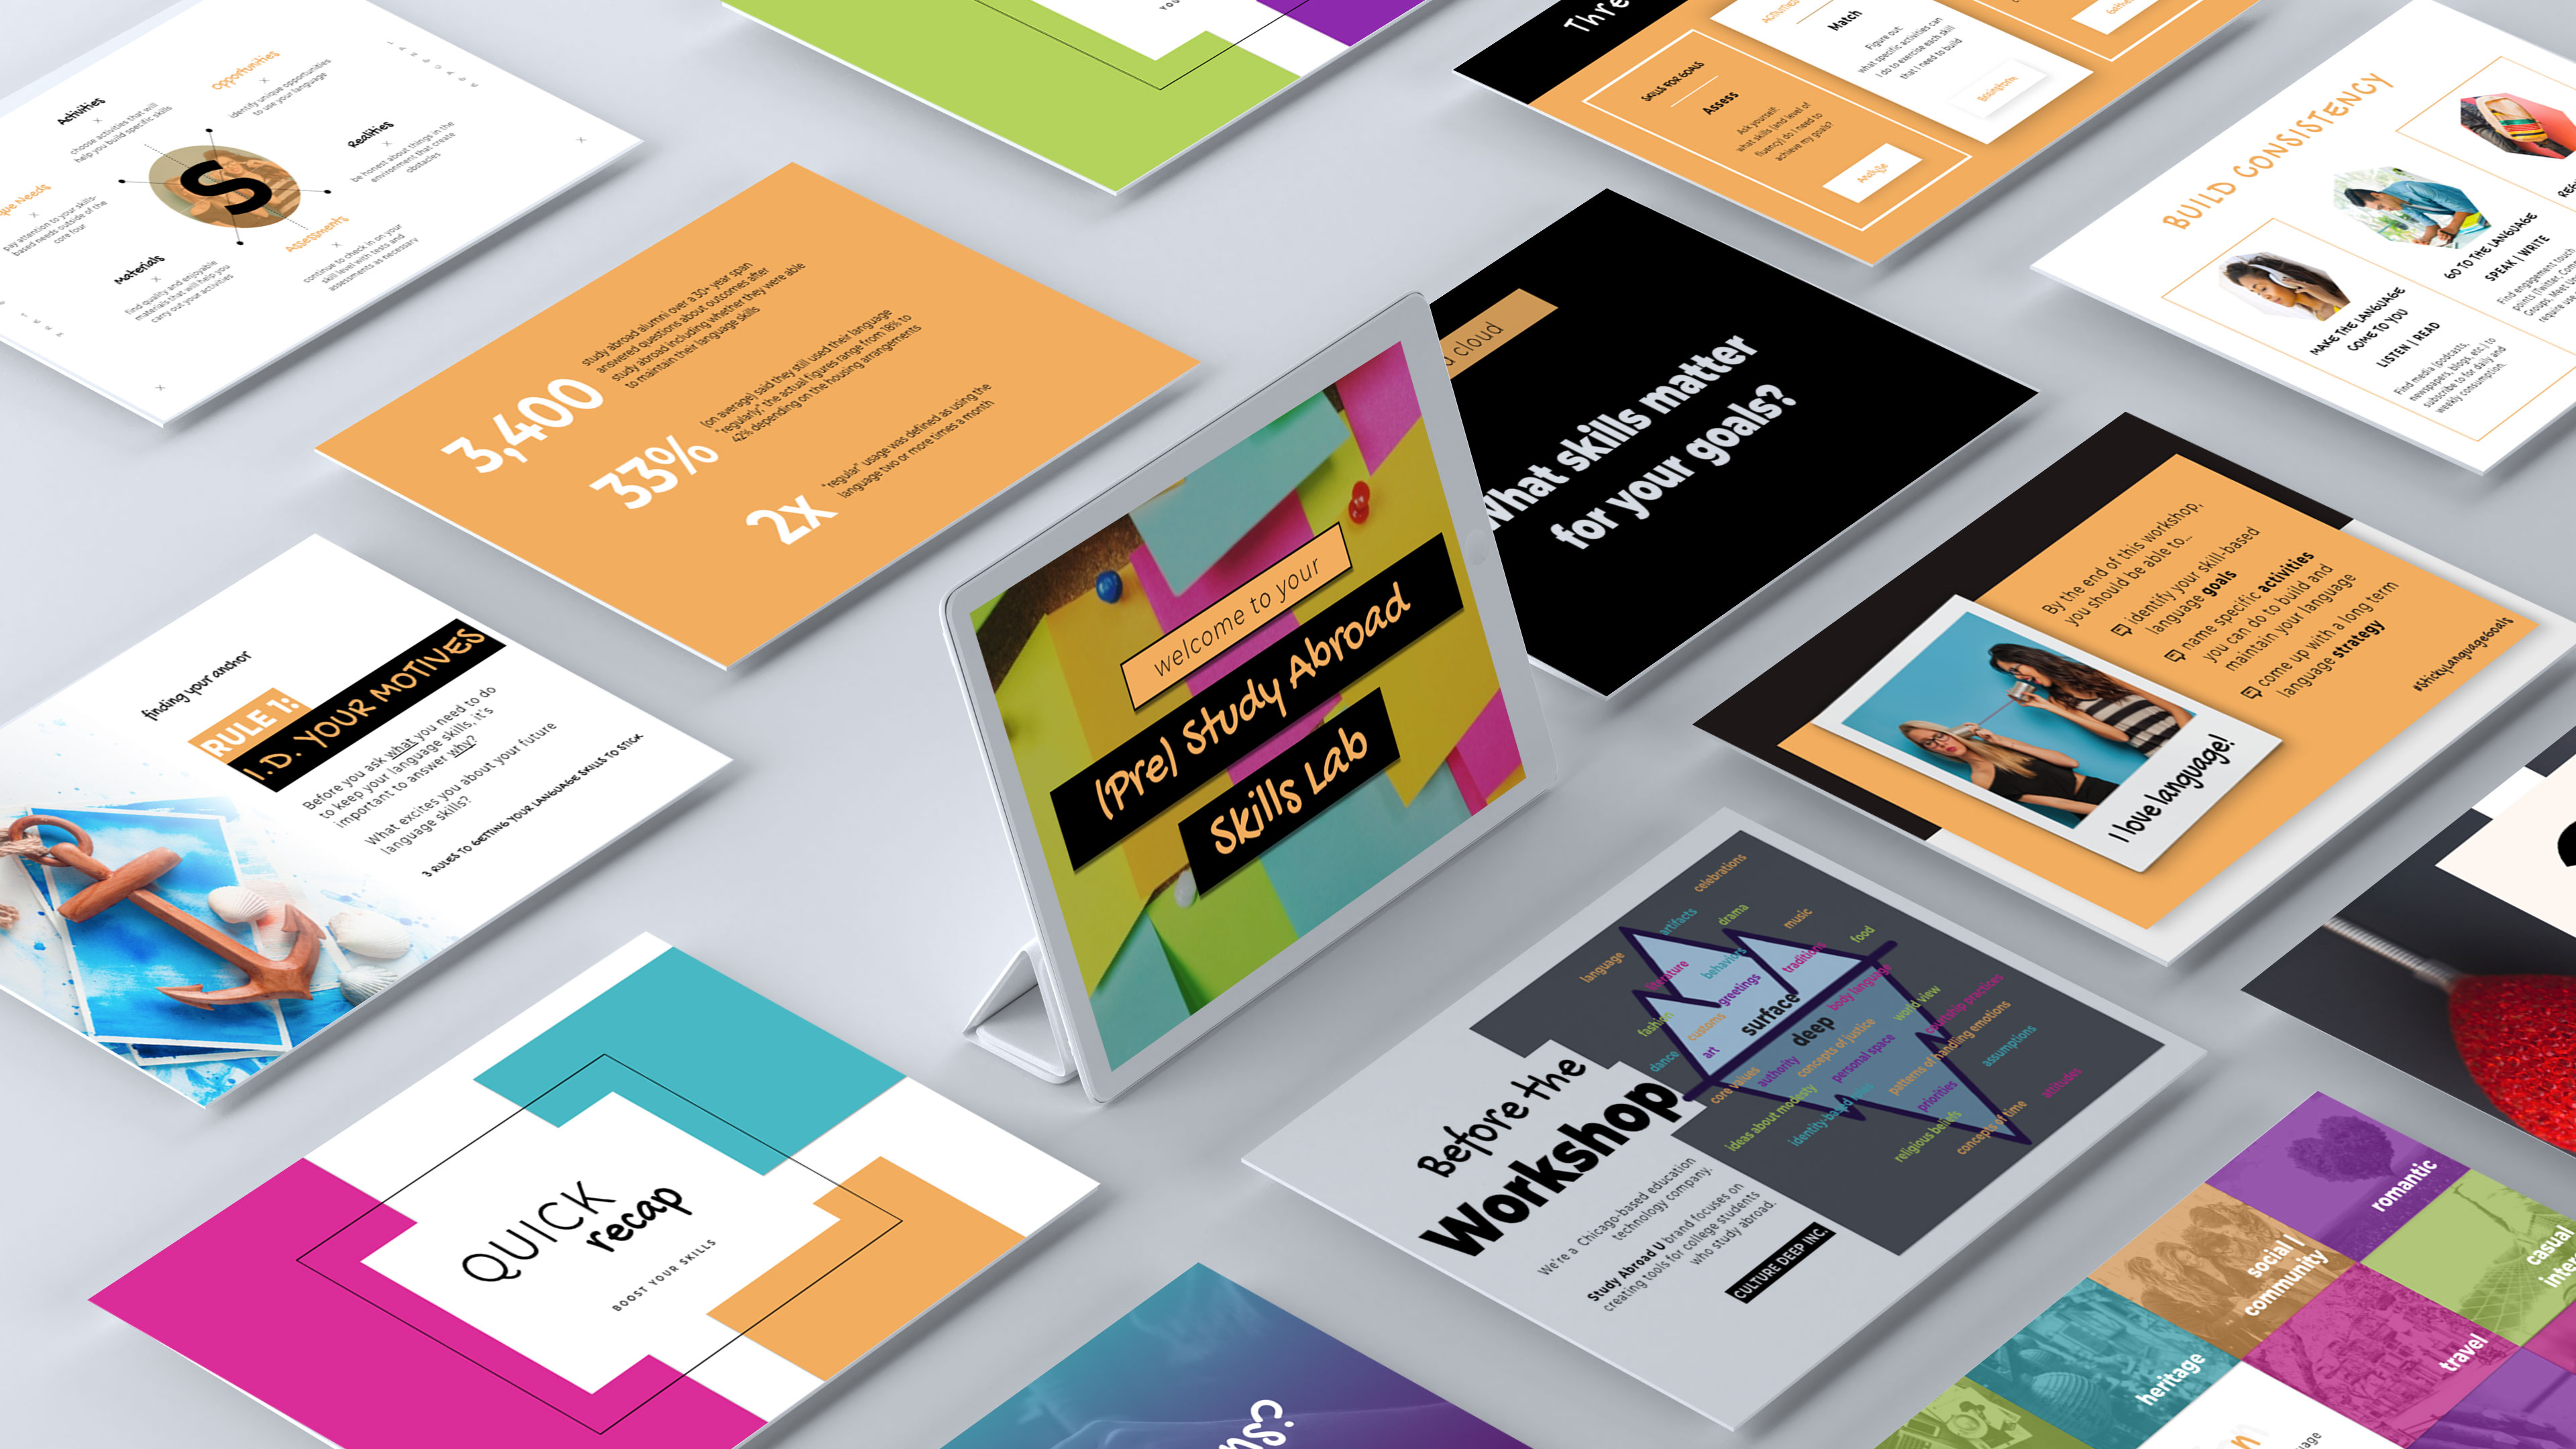 Activities
x
choose activities that will
help you build specific skills
Opportunities
x
identify unique opportunities
to use your language
Realities
x
be honest about things in the
environment that create
obstacles
Assessments
x
continue to check in on your
skill level with tests and
assessments as necessary
Materials
x
find quality and enjoyable
materials that will help you
carry out your activities
Needs
x
pay attention to your skills-
based needs outside of the
core four
S
3,400
study abroad alumni over a 30+ year span
answered questions about outcomes after
study abroad including whether they were able
to maintain their language skills
33%
(on average) said they still used their language
"regularly," the actual figures range from 18% to
42% depending on the housing arrangements
2x
"regular" usage was defined as using the
language two or more times a month
SKILLS FOR GOALS
Assess
Ask yourself:
what skills (and level of
fluency) do I need to
achieve my goals?
Analyze
Match
Figure out:
what specific activities can
I do to exercise each skill
that I need to build
Brainstorm
BUILD CONSISTENCY
MAKE THE LANGUAGE
COME TO YOU
LISTEN | READ
Find media (podcasts,
newspapers, blogs, etc.) to
subscribe to for daily and
weekly consumption.
GO TO THE LANGUAGE
SPEAK | WRITE
Find engagement touch
cloud
What skills matter
for your goals?
finding your anchor
RULE 1:
I.D. YOUR MOTIVES
Before you ask what you need to do
to keep your language skills, it's
important to answer why?
What excites you about your future
language skills?
3 RULES TO GETTING YOUR LANGUAGE SKILLS TO STICK
welcome to your
(Pre) Study Abroad
Skills Lab
By the end of this workshop,
you should be able to...
identify your skill-based
language goals
name specific activities
you can do to build and
maintain your language
come up with a long term
language strategy
#StickyLanguageGoals
I love language!
QUICK
recap
BOOST YOUR SKILLS
Before the
Workshop
We're a Chicago-based education
technology company.
Study Abroad U brand focuses on
creating tools for college students
who study abroad.
CULTURE DEEP INC.
celebrations
artifacts
drama
music
food
language
literature
behaviors
traditions
fashion
customs
greetings
dance
art
surface
body language
deep
world view
courtship practices
core values
authority
concepts of justice
personal space
patterns of handling emotions
assumptions
ideas about modesty
priorities
attitudes
religious beliefs
concepts of time
romantic
social |
community
casual
heritage
travel